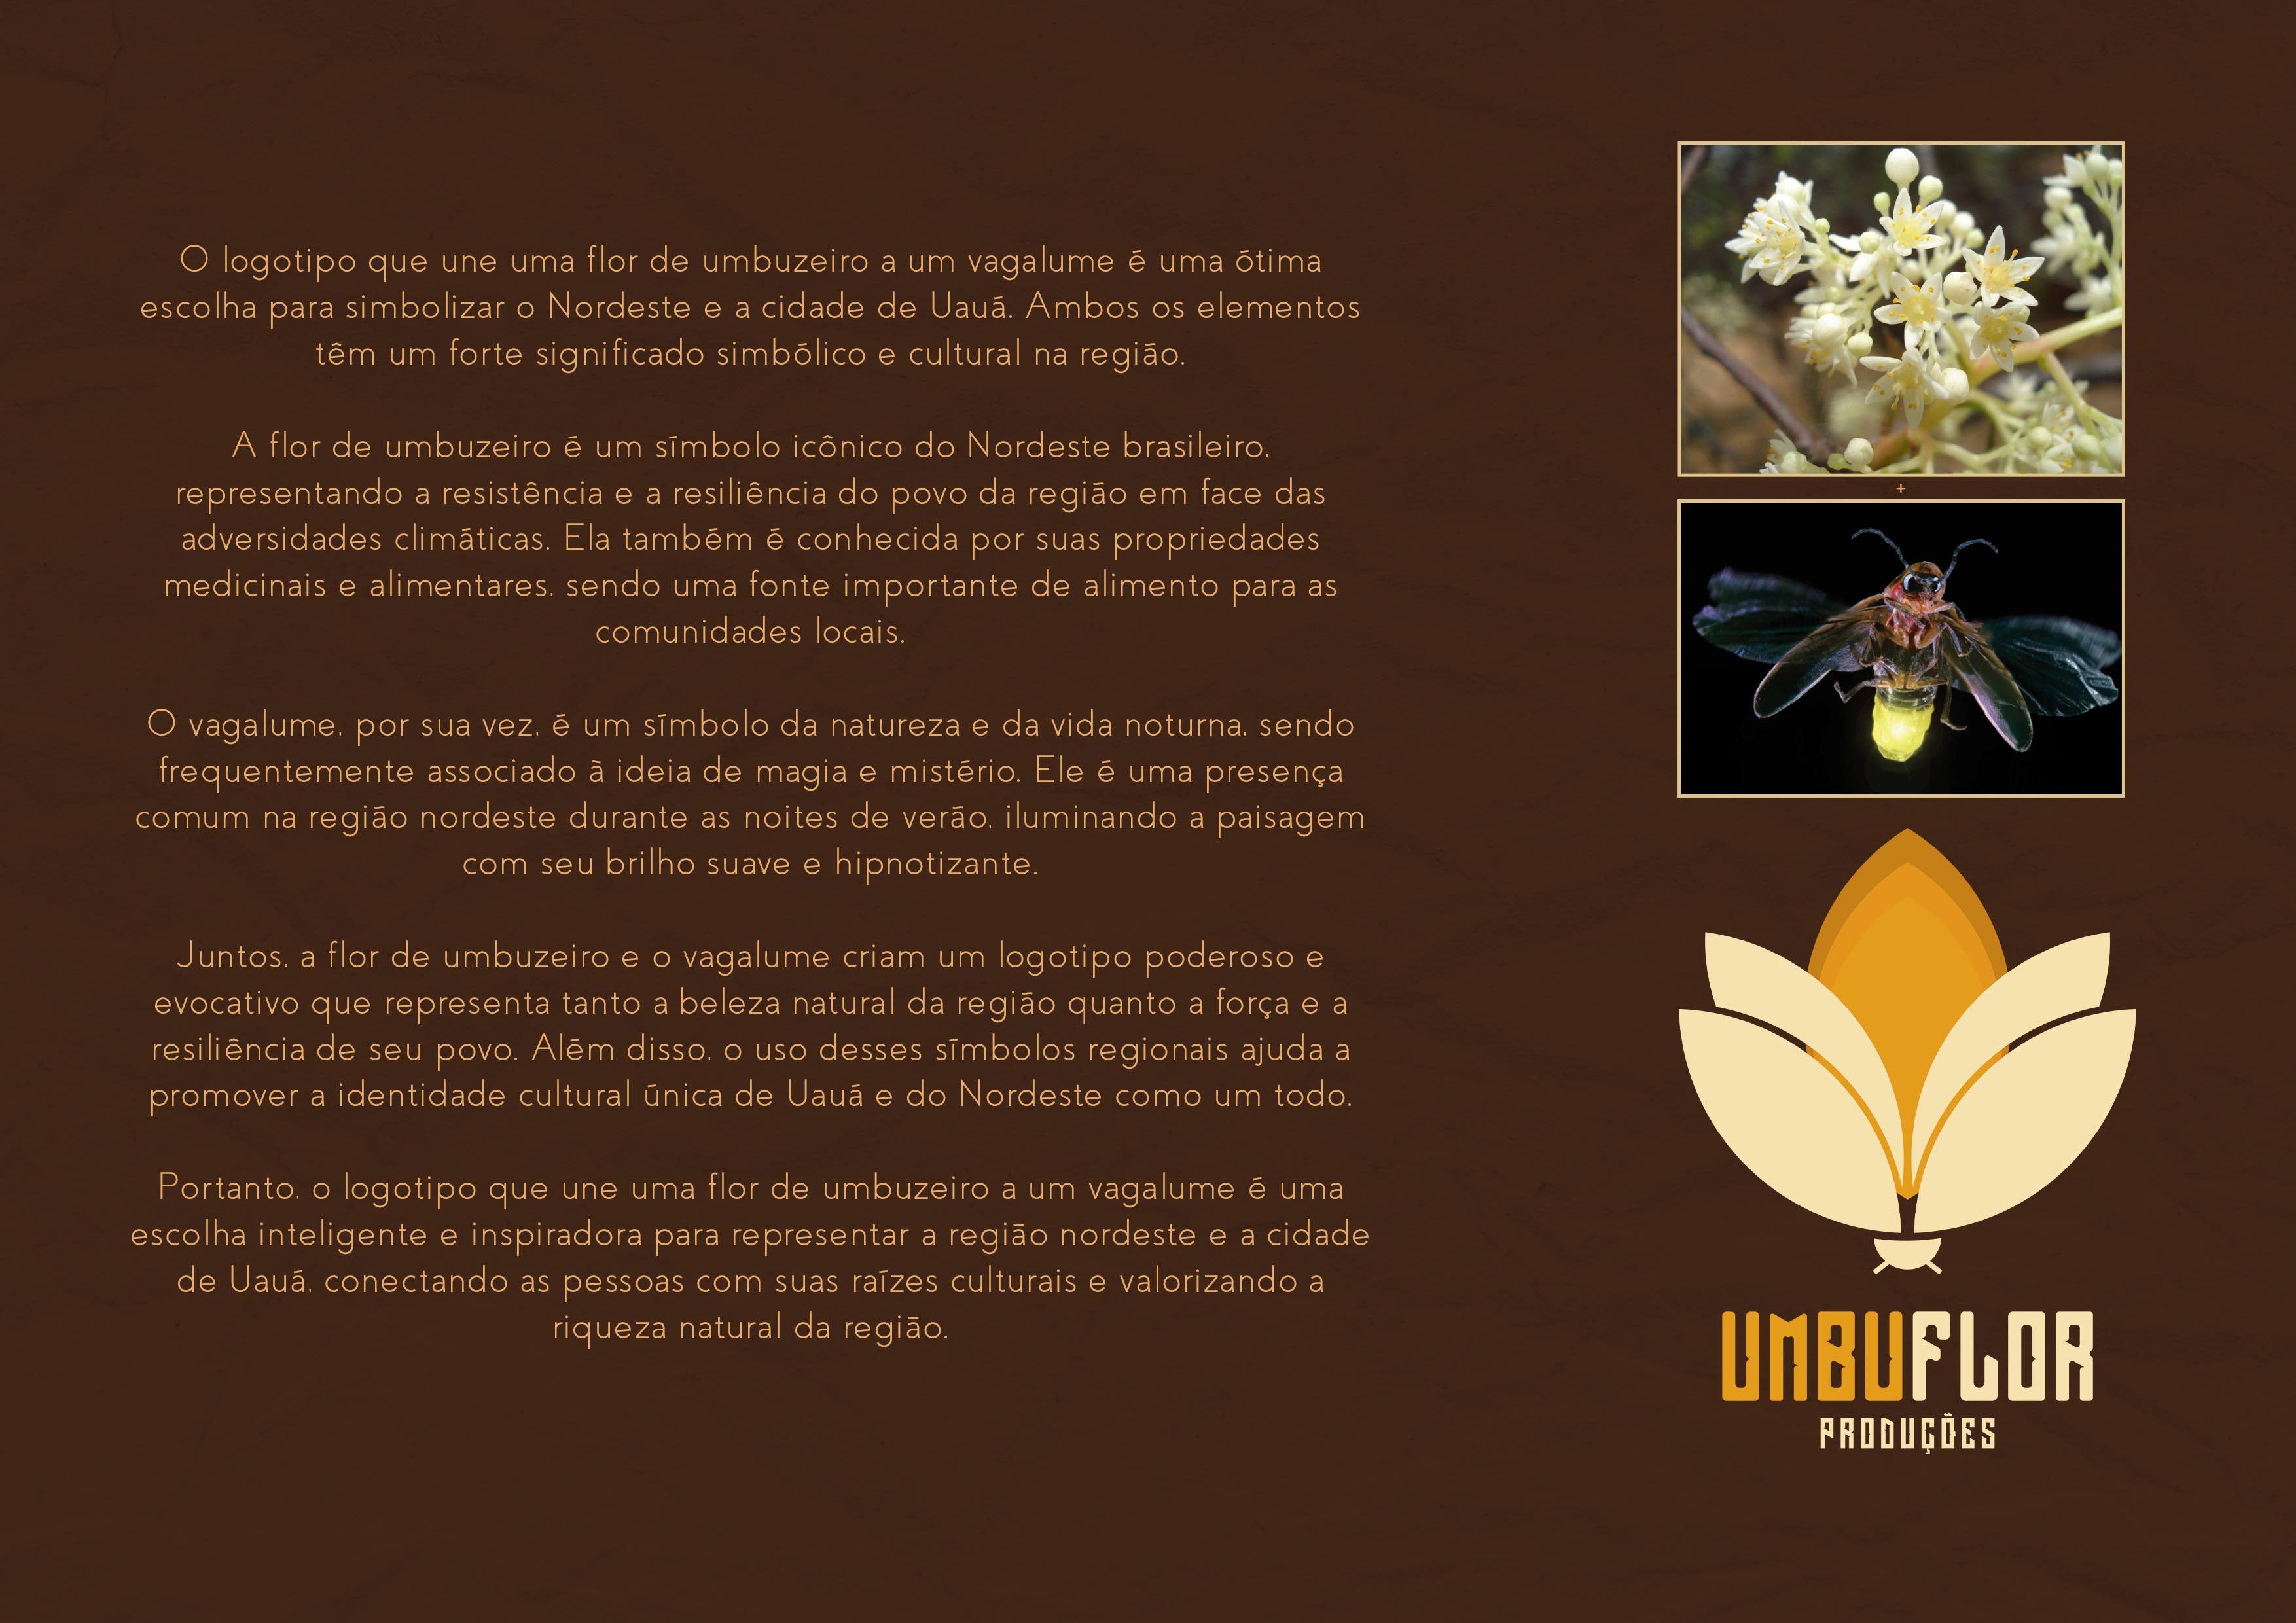 O logotipo que une uma flor de umbuzeiro a um vagalume é uma ótima
escolha para simbolizar o Nordeste e a cidade de Uauá. Ambos os elementos
têm um forte significado simbólico e cultural na região.
A flor de umbuzeiro é um símbolo icônico do Nordeste brasileiro,
representando a resistência e a resiliência do povo da região em face das
adversidades climáticas. Ela também é conhecida por suas propriedades
medicinais e alimentares, sendo uma fonte importante de alimento para as
comunidades locais.
O vagalume, por sua vez, é um símbolo da natureza e da vida noturna, sendo
frequentemente associado à ideia de magia e mistério. Ele é uma presença
comum na região nordeste durante as noites de verão, iluminando a paisagem
com seu brilho suave e hipnotizante.
Juntos, a flor de umbuzeiro e o vagalume criam um logotipo poderoso e
evocativo que representa tanto a beleza natural da região quanto a força e a
resiliência de seu povo. Além disso, o uso desses símbolos regionais ajuda a
promover a identidade cultural única de Uauá e do Nordeste como um todo.
Portanto, o logotipo que une uma flor de umbuzeiro a um vagalume é uma
escolha inteligente e inspiradora para representar a região nordeste e a cidade
de Uauá, conectando as pessoas com suas raízes culturais e valorizando a
riqueza natural da região.
+
UMBUFLOR
PRODUÇÕES